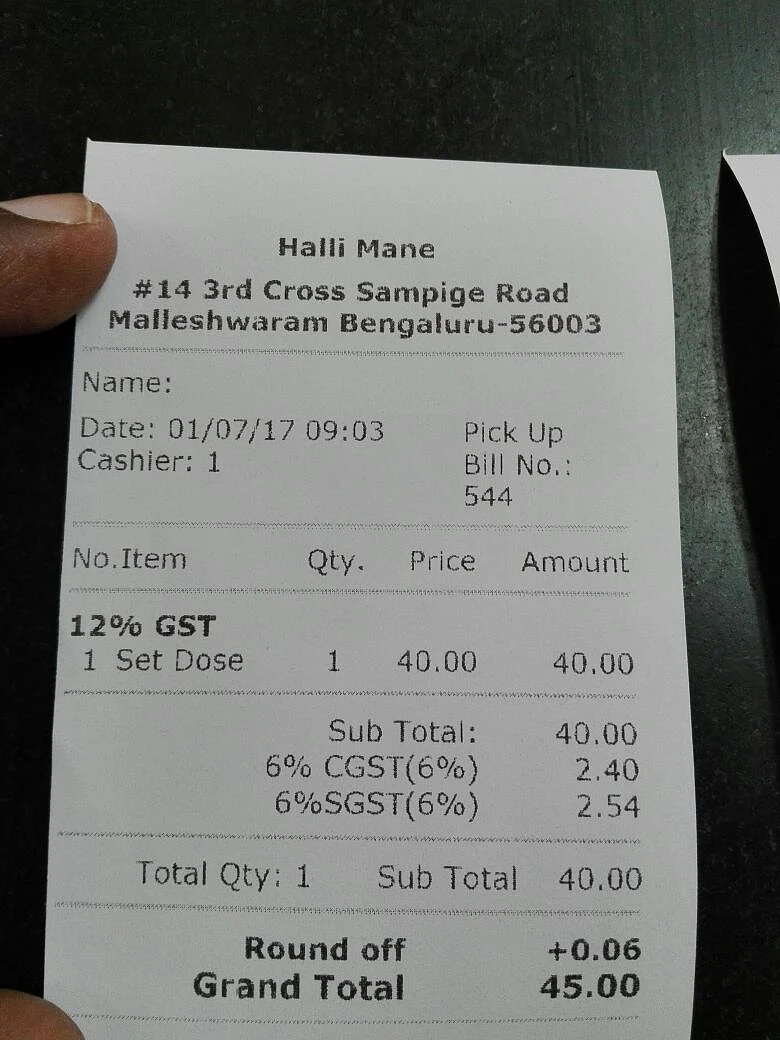 Halli Mane
#14 3rd Cross Sampige Road
Malleshwaram Bengaluru-56003
Name:
Date: 01/07/17 09:03 Pick Up
Cashier: 1 Bill No.:
544
No.Item Qty. Price Amount
12% GST
1 Set Dose 1 40.00 40.00
Sub Total: 40.00
6% CGST(6%) 2.40
6%SGST(6%) 2.54
Total Qty: 1 Sub Total 40.00
Round off +0.06
Grand Total 45.00